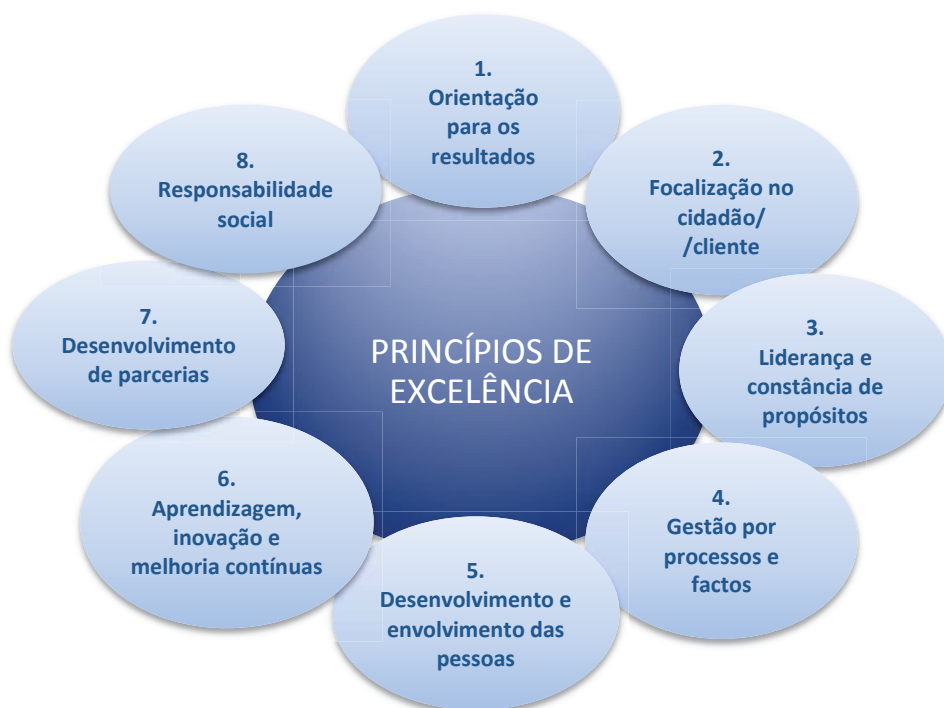 1.
Orientação
para os
resultados
2.
Focalização no
cidadão/
/cliente
3.
Liderança e
constância de
propósitos
4.
Gestão por
processos e
factos
5.
Desenvolvimento e
envolvimento das
pessoas
6.
Aprendizagem,
inovação e
melhoria contínuas
7.
Desenvolvimento
de parcerias
8.
Responsabilidade
social
PRINCÍPIOS DE
EXCELÊNCIA